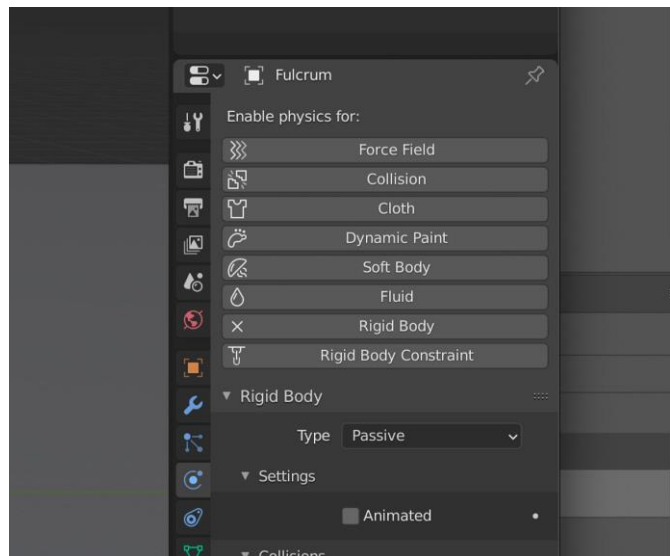 Fulcrum
Enable physics for:
Force Field
Collision
Cloth
Dynamic Paint
Soft Body
Fluid
Rigid Body
Rigid Body Constraint
Rigid Body
Type Passive
Settings
Animated
Collisions